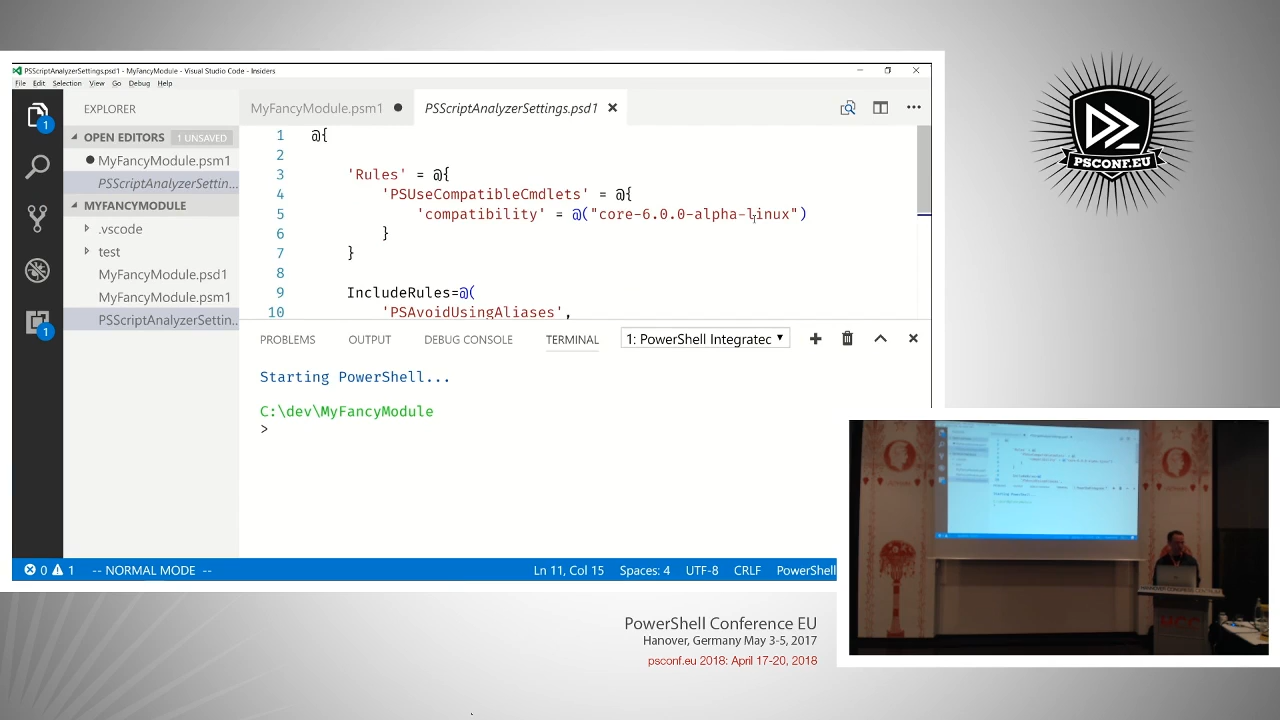 PSScriptAnalyzerSettings.psd1 - MyFancyModule - Visual Studio Code - Insiders
File Edit Selection View Go Debug Help
EXPLORER
OPEN EDITORS 1 UNSAVED
MyFancyModule.psm1
PSScriptAnalyzerSettin...
MYFANCYMODULE
.vscode
test
MyFancyModule.psd1
MyFancyModule.psm1
PSScriptAnalyzerSettin...
1
1
MyFancyModule.psm1
PSScriptAnalyzerSettings.psd1
1 @{
2
3 'Rules' = @{
4 'PSUseCompatibleCmdlets' = @{
5 'compatibility' = @("core-6.0.0-alpha-linux")
6 }
7 }
8
9 IncludeRules=@(
10 'PSAvoidUsingAliases',
PROBLEMS OUTPUT DEBUG CONSOLE TERMINAL 1: PowerShell Integratec
Starting PowerShell...
C:\dev\MyFancyModule
>
0 1 -- NORMAL MODE -- Ln 11, Col 15 Spaces: 4 UTF-8 CRLF PowerShell
PSCONF.EU
PowerShell Conference EU
Hanover, Germany May 3-5, 2017
psconf.eu 2018: April 17-20, 2018